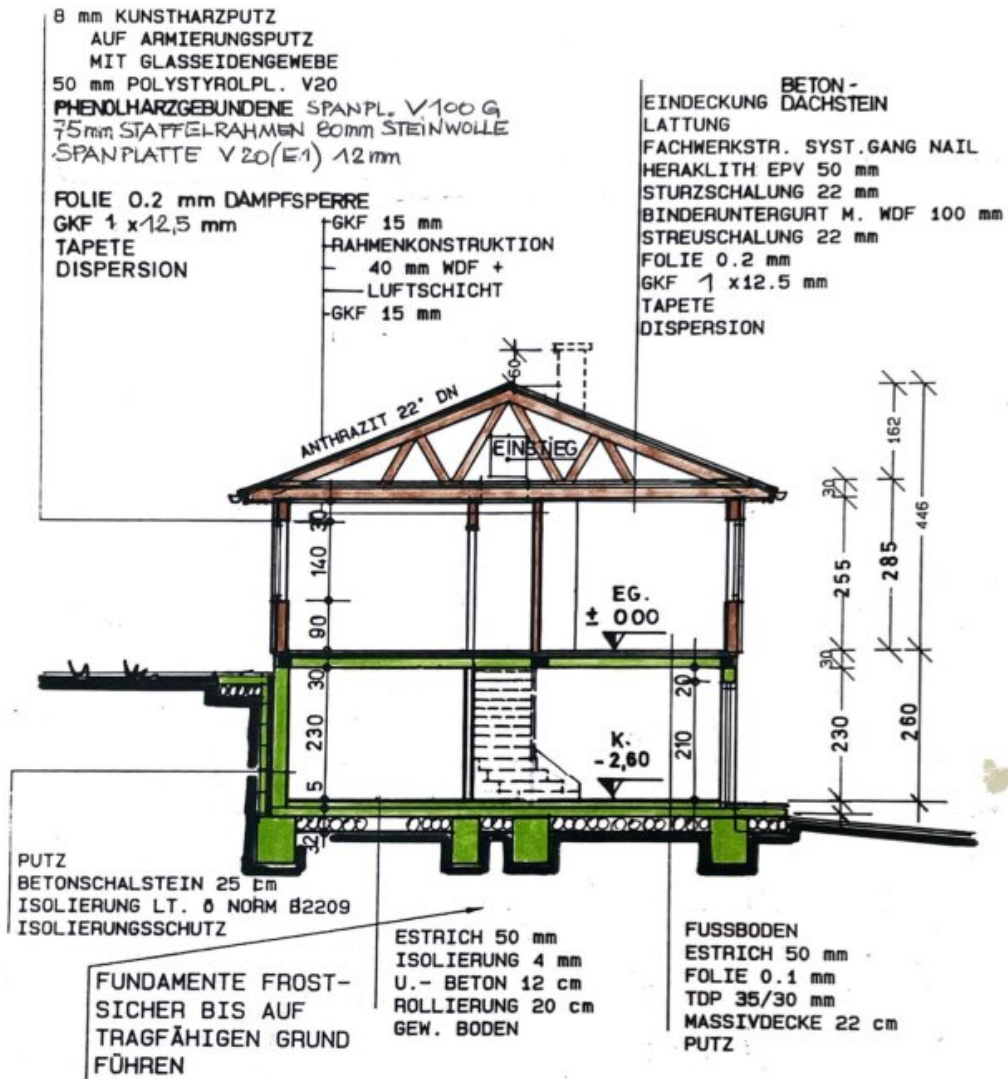 8 mm KUNSTHARZPUTZ
AUF ARMIERUNGSPUTZ
MIT GLASSEIDENGEWEBE
50 mm POLYSTYROLPL. V20
PHENOLHARZGEBUNDENE SPANPL. V100 G
75mm STAFFELRAHMEN 80mm STEINWOLLE
SPANPLATTE V20(E1) 12mm
FOLIE 0.2 mm DAMPFSPERRE
GKF 1 x12,5 mm
TAPETE
DISPERSION
GKF 15 mm
RAHMENKONSTRUKTION
40 mm WDF +
LUFTSCHICHT
GKF 15 mm
BETON-
EINDECKUNG DACHSTEIN
LATTUNG
FACHWERKSTR. SYST.GANG NAIL
HERAKLITH EPV 50 mm
STURZSCHALUNG 22 mm
BINDERUNTERGURT M. WDF 100 mm
STREUSCHALUNG 22 mm
FOLIE 0.2 mm
GKF 1 x12.5 mm
TAPETE
DISPERSION
60
ANTHRAZIT 22° DN
EINSTIEG
30
140
90
EG.
± 000
30
230
5
32
20
210
K.
-2,60
30
255
30
230
162
285
446
260
PUTZ
BETONSCHALSTEIN 25 cm
ISOLIERUNG LT. Ö NORM B2209
ISOLIERUNGSSCHUTZ
FUNDAMENTE FROST-
SICHER BIS AUF
TRAGFÄHIGEN GRUND
FÜHREN
ESTRICH 50 mm
ISOLIERUNG 4 mm
U.- BETON 12 cm
ROLLIERUNG 20 cm
GEW. BODEN
FUSSBODEN
ESTRICH 50 mm
FOLIE 0.1 mm
TDP 35/30 mm
MASSIVDECKE 22 cm
PUTZ